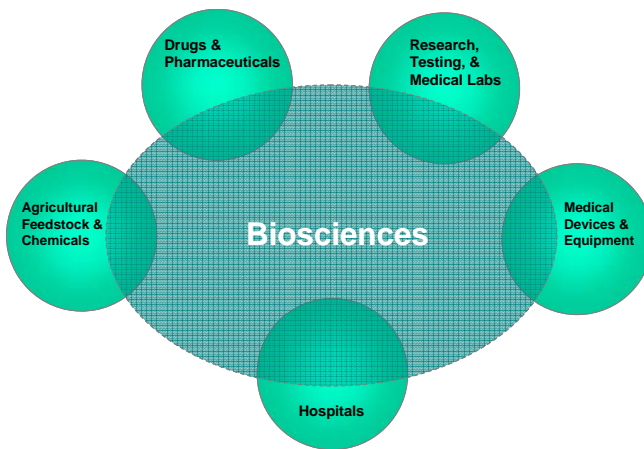 Drugs &
Pharmaceuticals
Research,
Testing, &
Medical Labs
Agricultural
Feedstock &
Chemicals
Biosciences
Medical
Devices &
Equipment
Hospitals